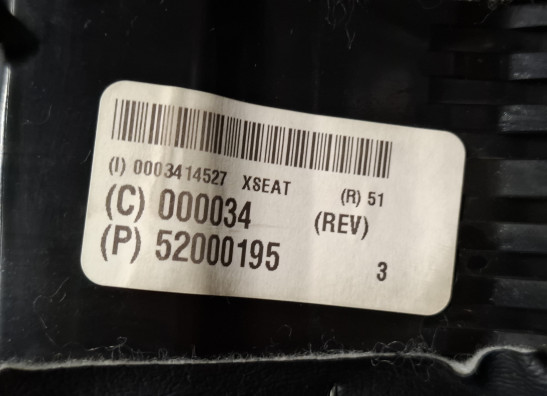 (I) 0003414527 XSEAT (R) 51
(C) 000034 (REV)
(P) 52000195 3